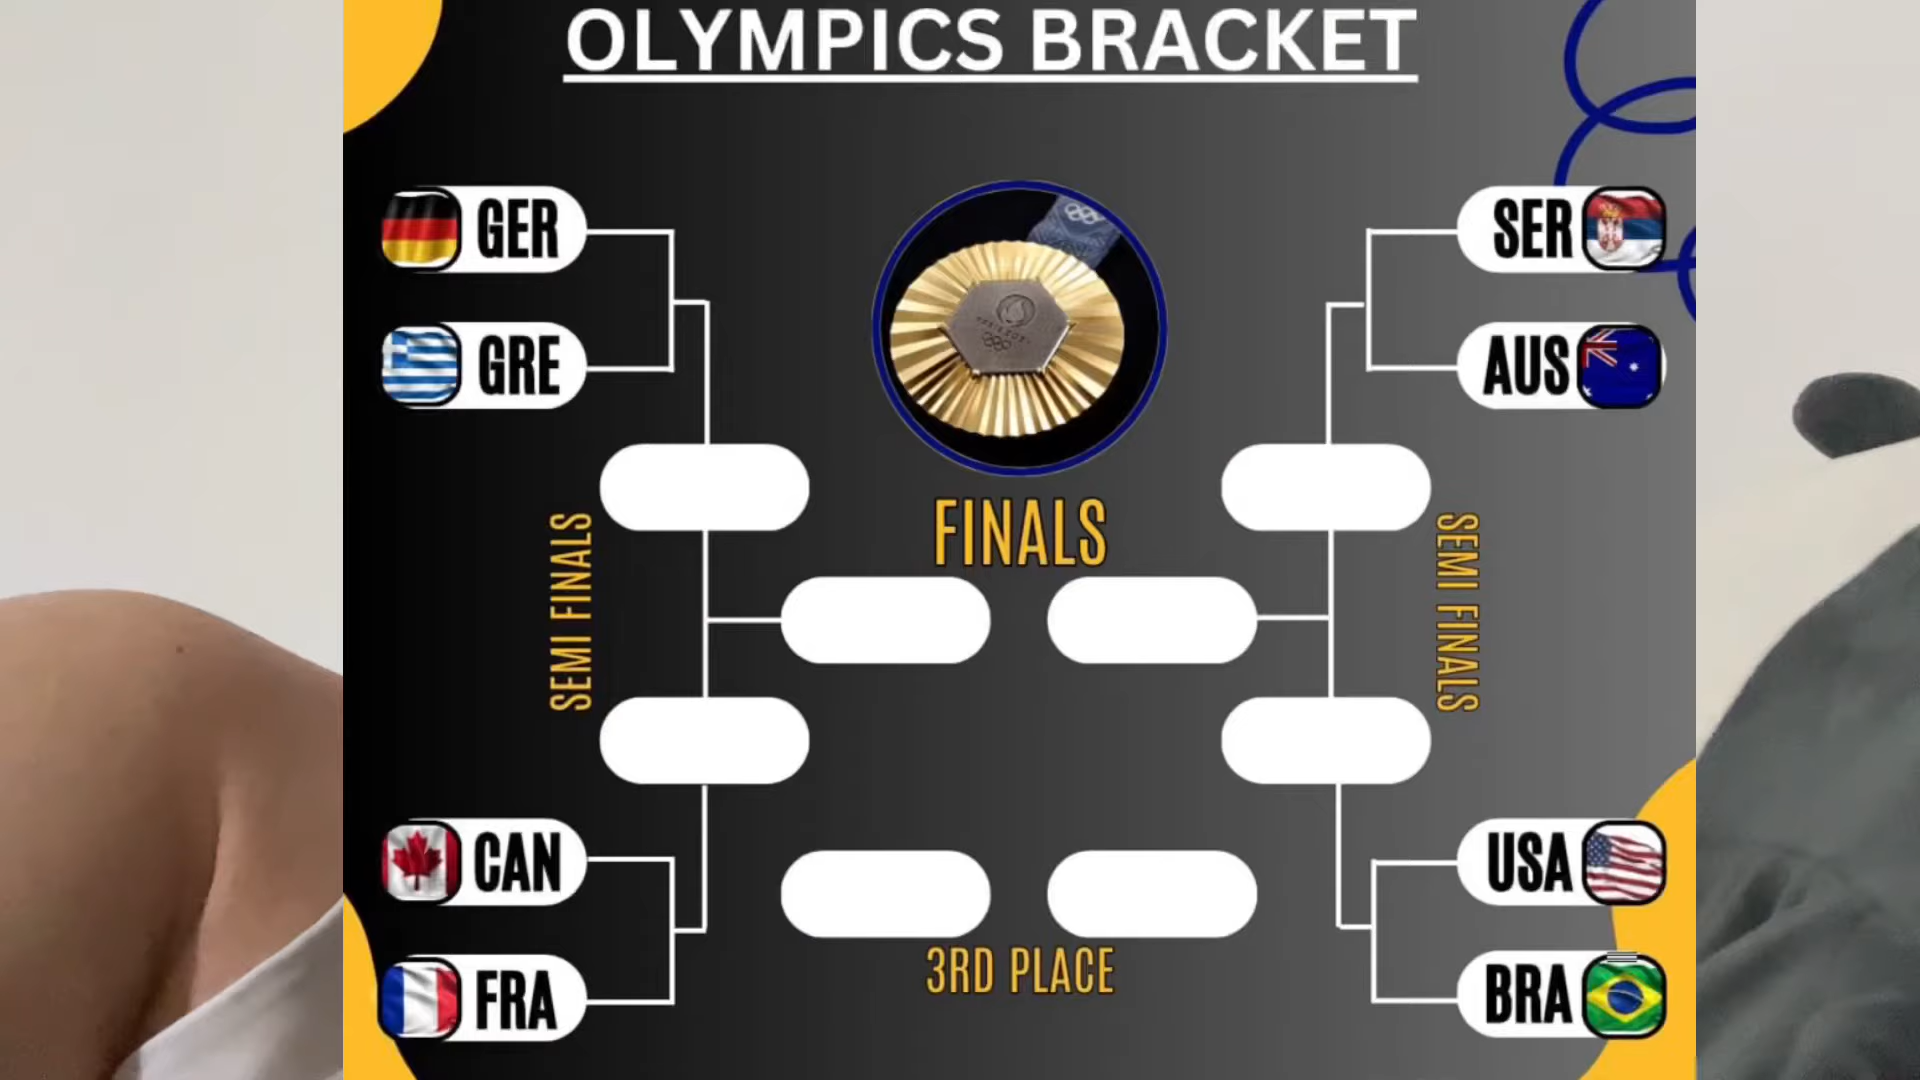 OLYMPICS BRACKET
GER
GRE
SER
AUS
FINALS
SEMI FINALS
SEMI FINALS
CAN
FRA
USA
BRA
3RD PLACE